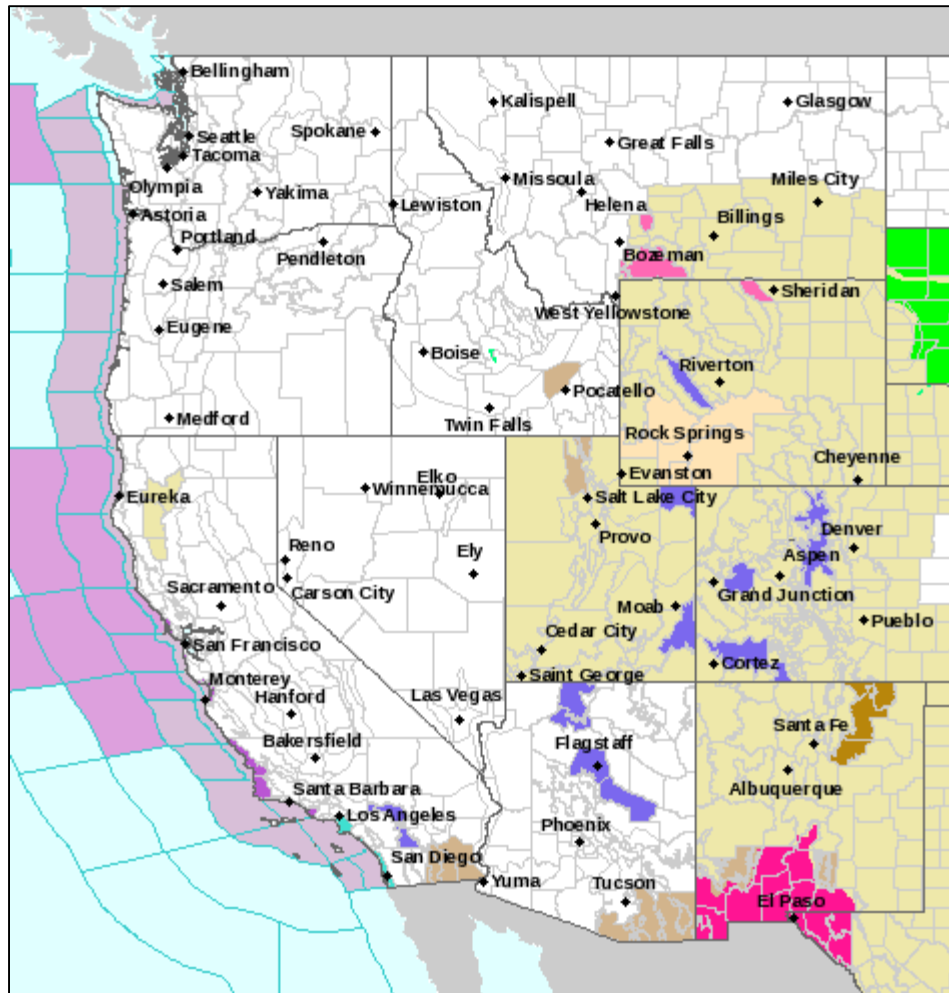 Bellingham
Kalispell
Glasgow
Seattle
Spokane
Great Falls
Tacoma
Olympia
Missoula
Miles City
Yakima
Helena
Lewiston
Astoria
Billings
Portland
Pendleton
Bozeman
Salem
Sheridan
West Yellowstone
Eugene
Boise
Riverton
Pocatello
Medford
Twin Falls
Rock Springs
Cheyenne
Elko
Evanston
Eureka
Winnemucca
Salt Lake City
Provo
Denver
Reno
Ely
Aspen
Sacramento
Carson City
Grand Junction
Moab
Pueblo
San Francisco
Cedar City
Cortez
Monterey
Saint George
Hanford
Las Vegas
Santa Fe
Bakersfield
Flagstaff
Albuquerque
Santa Barbara
Los Angeles
Phoenix
San Diego
Yuma
Tucson
El Paso